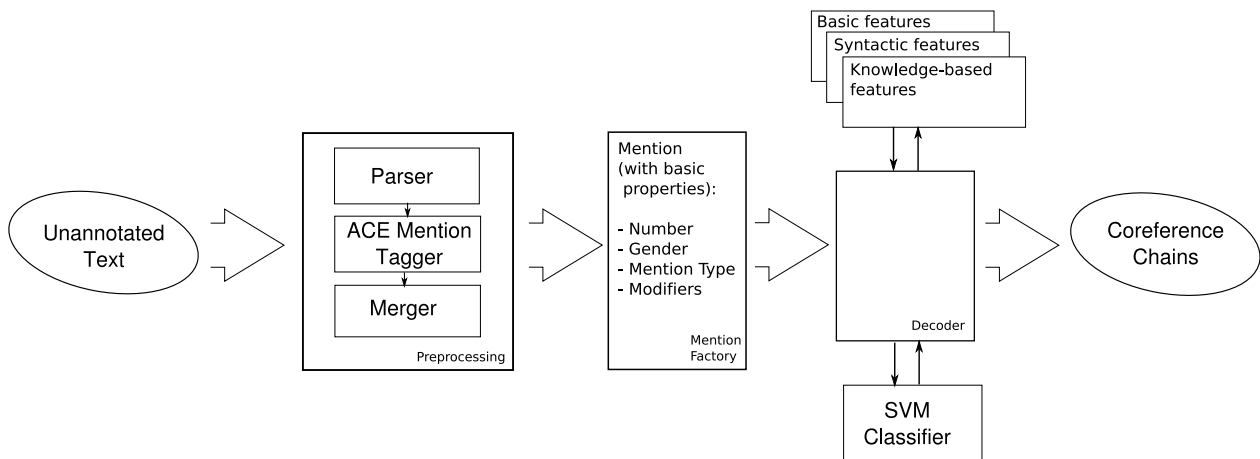 Unannotated
Text
Parser
ACE Mention
Tagger
Merger
Preprocessing
Mention
(with basic
properties):
- Number
- Gender
- Mention Type
- Modifiers
Mention
Factory
Basic features
Syntactic features
Knowledge-based
features
Decoder
SVM
Classifier
Coreference
Chains